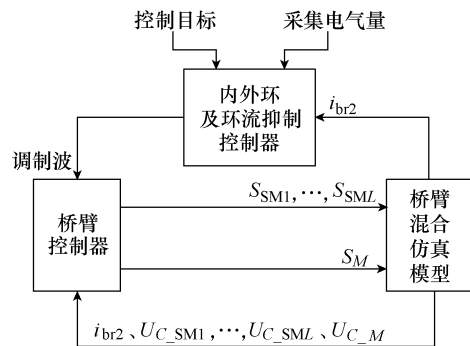 控制目标
采集电气量
内外环
及环流抑制
控制器
i_br2
调制波
桥臂
控制器
S_SM1,⋯,S_SML
S_M
桥臂
混合
仿真
模型
i_br2、U_C_SM1,⋯,U_C_SML、U_C_M